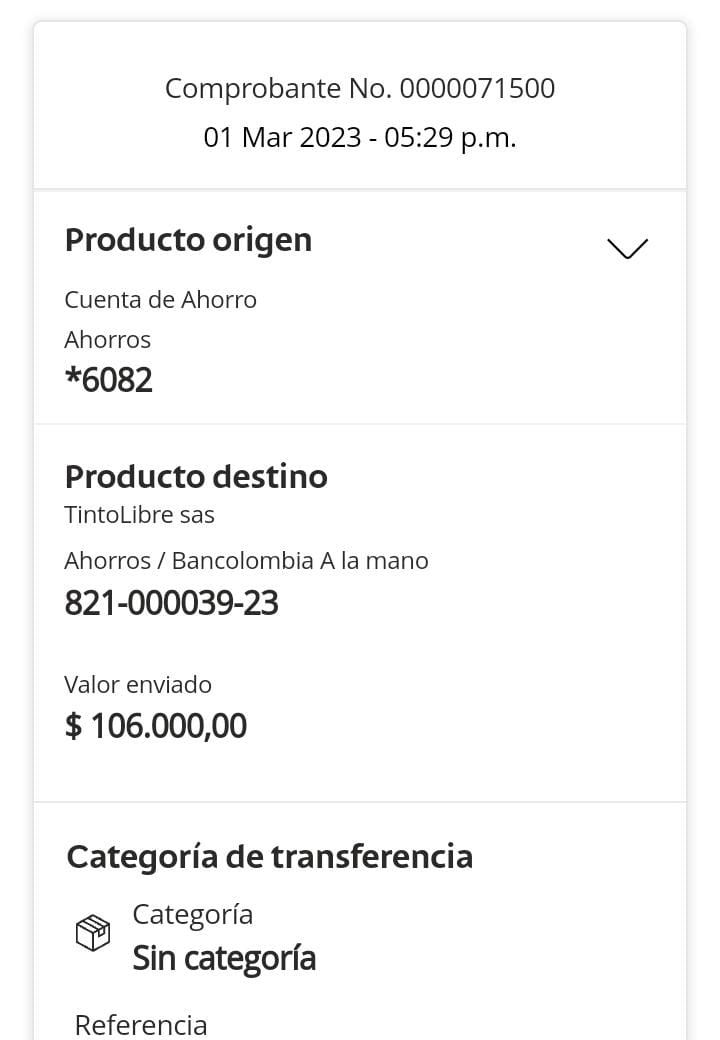 Comprobante No. 0000071500
01 Mar 2023 - 05:29 p.m.
Producto origen
Cuenta de Ahorro
Ahorros
*6082
Producto destino
TintoLibre sas
Ahorros / Bancolombia A la mano
821-000039-23
Valor enviado
$ 106.000,00
Categoría de transferencia
Categoría
Sin categoría
Referencia